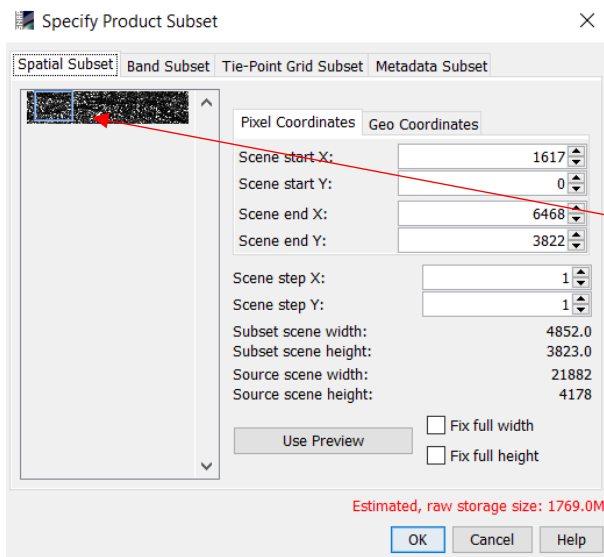 Specify Product Subset
Spatial Subset Band Subset Tie-Point Grid Subset Metadata Subset
Pixel Coordinates Geo Coordinates
Scene start X: 1617
Scene start Y: 0
Scene end X: 6468
Scene end Y: 3822
Scene step X: 1
Scene step Y: 1
Subset scene width: 4852.0
Subset scene height: 3823.0
Source scene width: 21882
Source scene height: 4178
Use Preview
Fix full width
Fix full height
Estimated, raw storage size: 1769.0M
OK Cancel Help